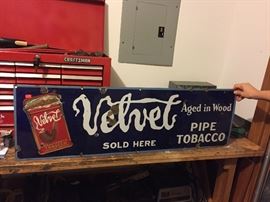 CRAFTSMAN
Velvet
Velvet
SOLD HERE
Aged in Wood
PIPE
TOBACCO